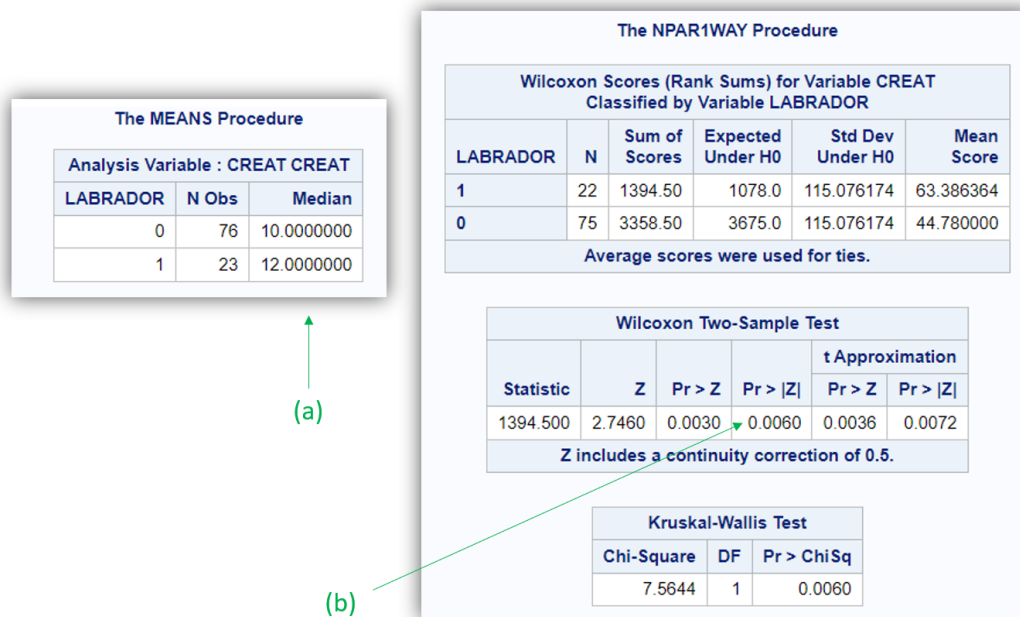 The MEANS Procedure
Analysis Variable : CREAT CREAT
LABRADOR N Obs Median
0 76 10.0000000
1 23 12.0000000
(a)
The NPAR1WAY Procedure
Wilcoxon Scores (Rank Sums) for Variable CREAT
Classified by Variable LABRADOR
Sum of Expected Std Dev Mean
LABRADOR N Scores Under H0 Under H0 Score
1 22 1394.50 1078.0 115.076174 63.386364
0 75 3358.50 3675.0 115.076174 44.780000
Average scores were used for ties.
Wilcoxon Two-Sample Test
t Approximation
Statistic Z Pr > Z Pr > |Z| Pr > Z Pr > |Z|
1394.500 2.7460 0.0030 0.0060 0.0036 0.0072
Z includes a continuity correction of 0.5.
Kruskal-Wallis Test
Chi-Square DF Pr > ChiSq
7.5644 1 0.0060
(b)